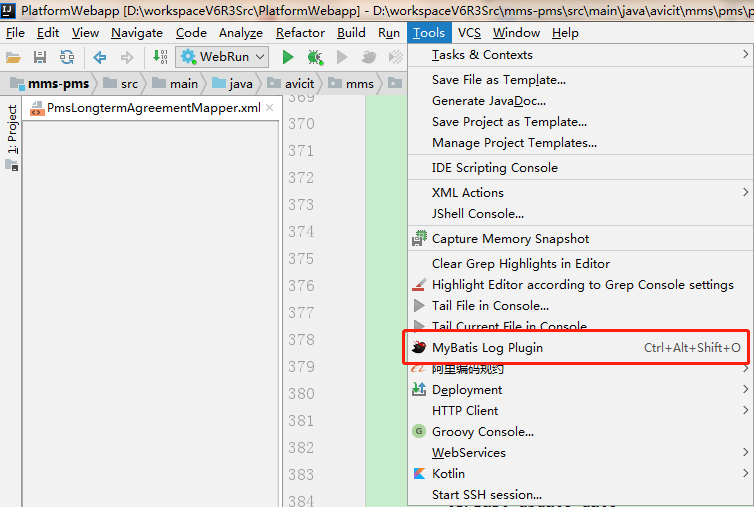 PlatformWebapp [D:\workspaceV6R3Src\PlatformWebapp] - D:\workspaceV6R3Src\mms-pms\src\main\java\avicit\mms\pms\p
File Edit View Navigate Code Analyze Refactor Build Run Tools VCS Window Help
WebRun
mms-pms src main java avicit mms
1: Project
PmsLongtermAgreementMapper.xml
369
370
371
372
373
374
375
376
377
378
379
380
381
382
383
384
Tasks & Contexts
Save File as Template...
Generate JavaDoc...
Save Project as Template...
Manage Project Templates...
IDE Scripting Console
XML Actions
JShell Console...
Capture Memory Snapshot
Clear Grep Highlights in Editor
Highlight Editor according to Grep Console settings
Tail File in Console...
Tail Current File in Console
MyBatis Log Plugin Ctrl+Alt+Shift+O
阿里编码规约
Deployment
HTTP Client
Groovy Console...
WebServices
Kotlin
Start SSH session...